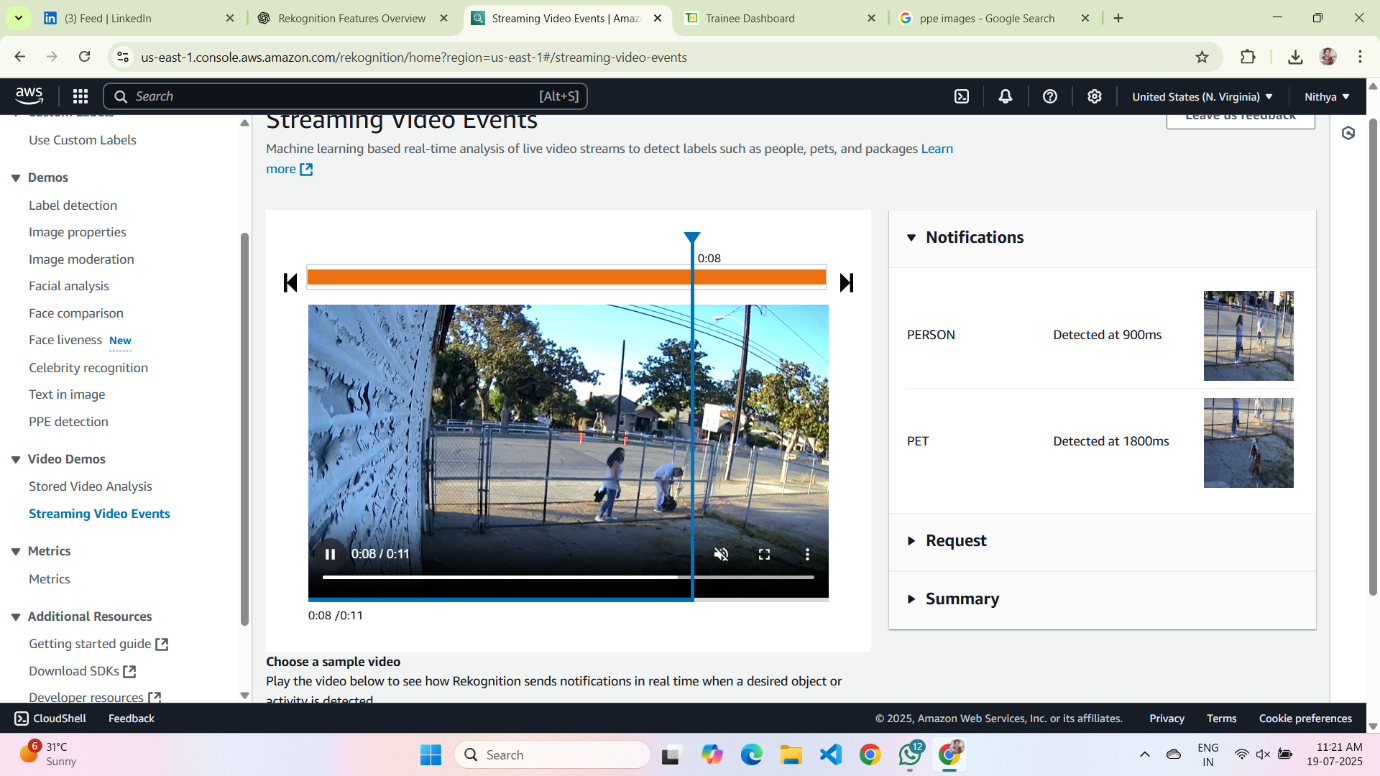 (3) Feed | LinkedIn
Rekognition Features Overview
Streaming Video Events | Amaz
Trainee Dashboard
ppe images - Google Search
us-east-1.console.aws.amazon.com/rekognition/home?region=us-east-1#/streaming-video-events
aws
Search
[Alt+S]
United States (N. Virginia)
Nithya
Use Custom Labels
Demos
Label detection
Image properties
Image moderation
Facial analysis
Face comparison
Face liveness New
Celebrity recognition
Text in image
PPE detection
Video Demos
Stored Video Analysis
Streaming Video Events
Metrics
Metrics
Additional Resources
Getting started guide
Download SDKs
Developer resources
Streaming Video Events
Leave us feedback
Machine learning based real-time analysis of live video streams to detect labels such as people, pets, and packages Learn
more
0:08
0:08 / 0:11
0:08 /0:11
Choose a sample video
Play the video below to see how Rekognition sends notifications in real time when a desired object or
activity is detected
Notifications
PERSON
Detected at 900ms
PET
Detected at 1800ms
Request
Summary
CloudShell
Feedback
© 2025, Amazon Web Services, Inc. or its affiliates.
Privacy
Terms
Cookie preferences
6
31°C
Sunny
Search
12
ENG
IN
11:21 AM
19-07-2025